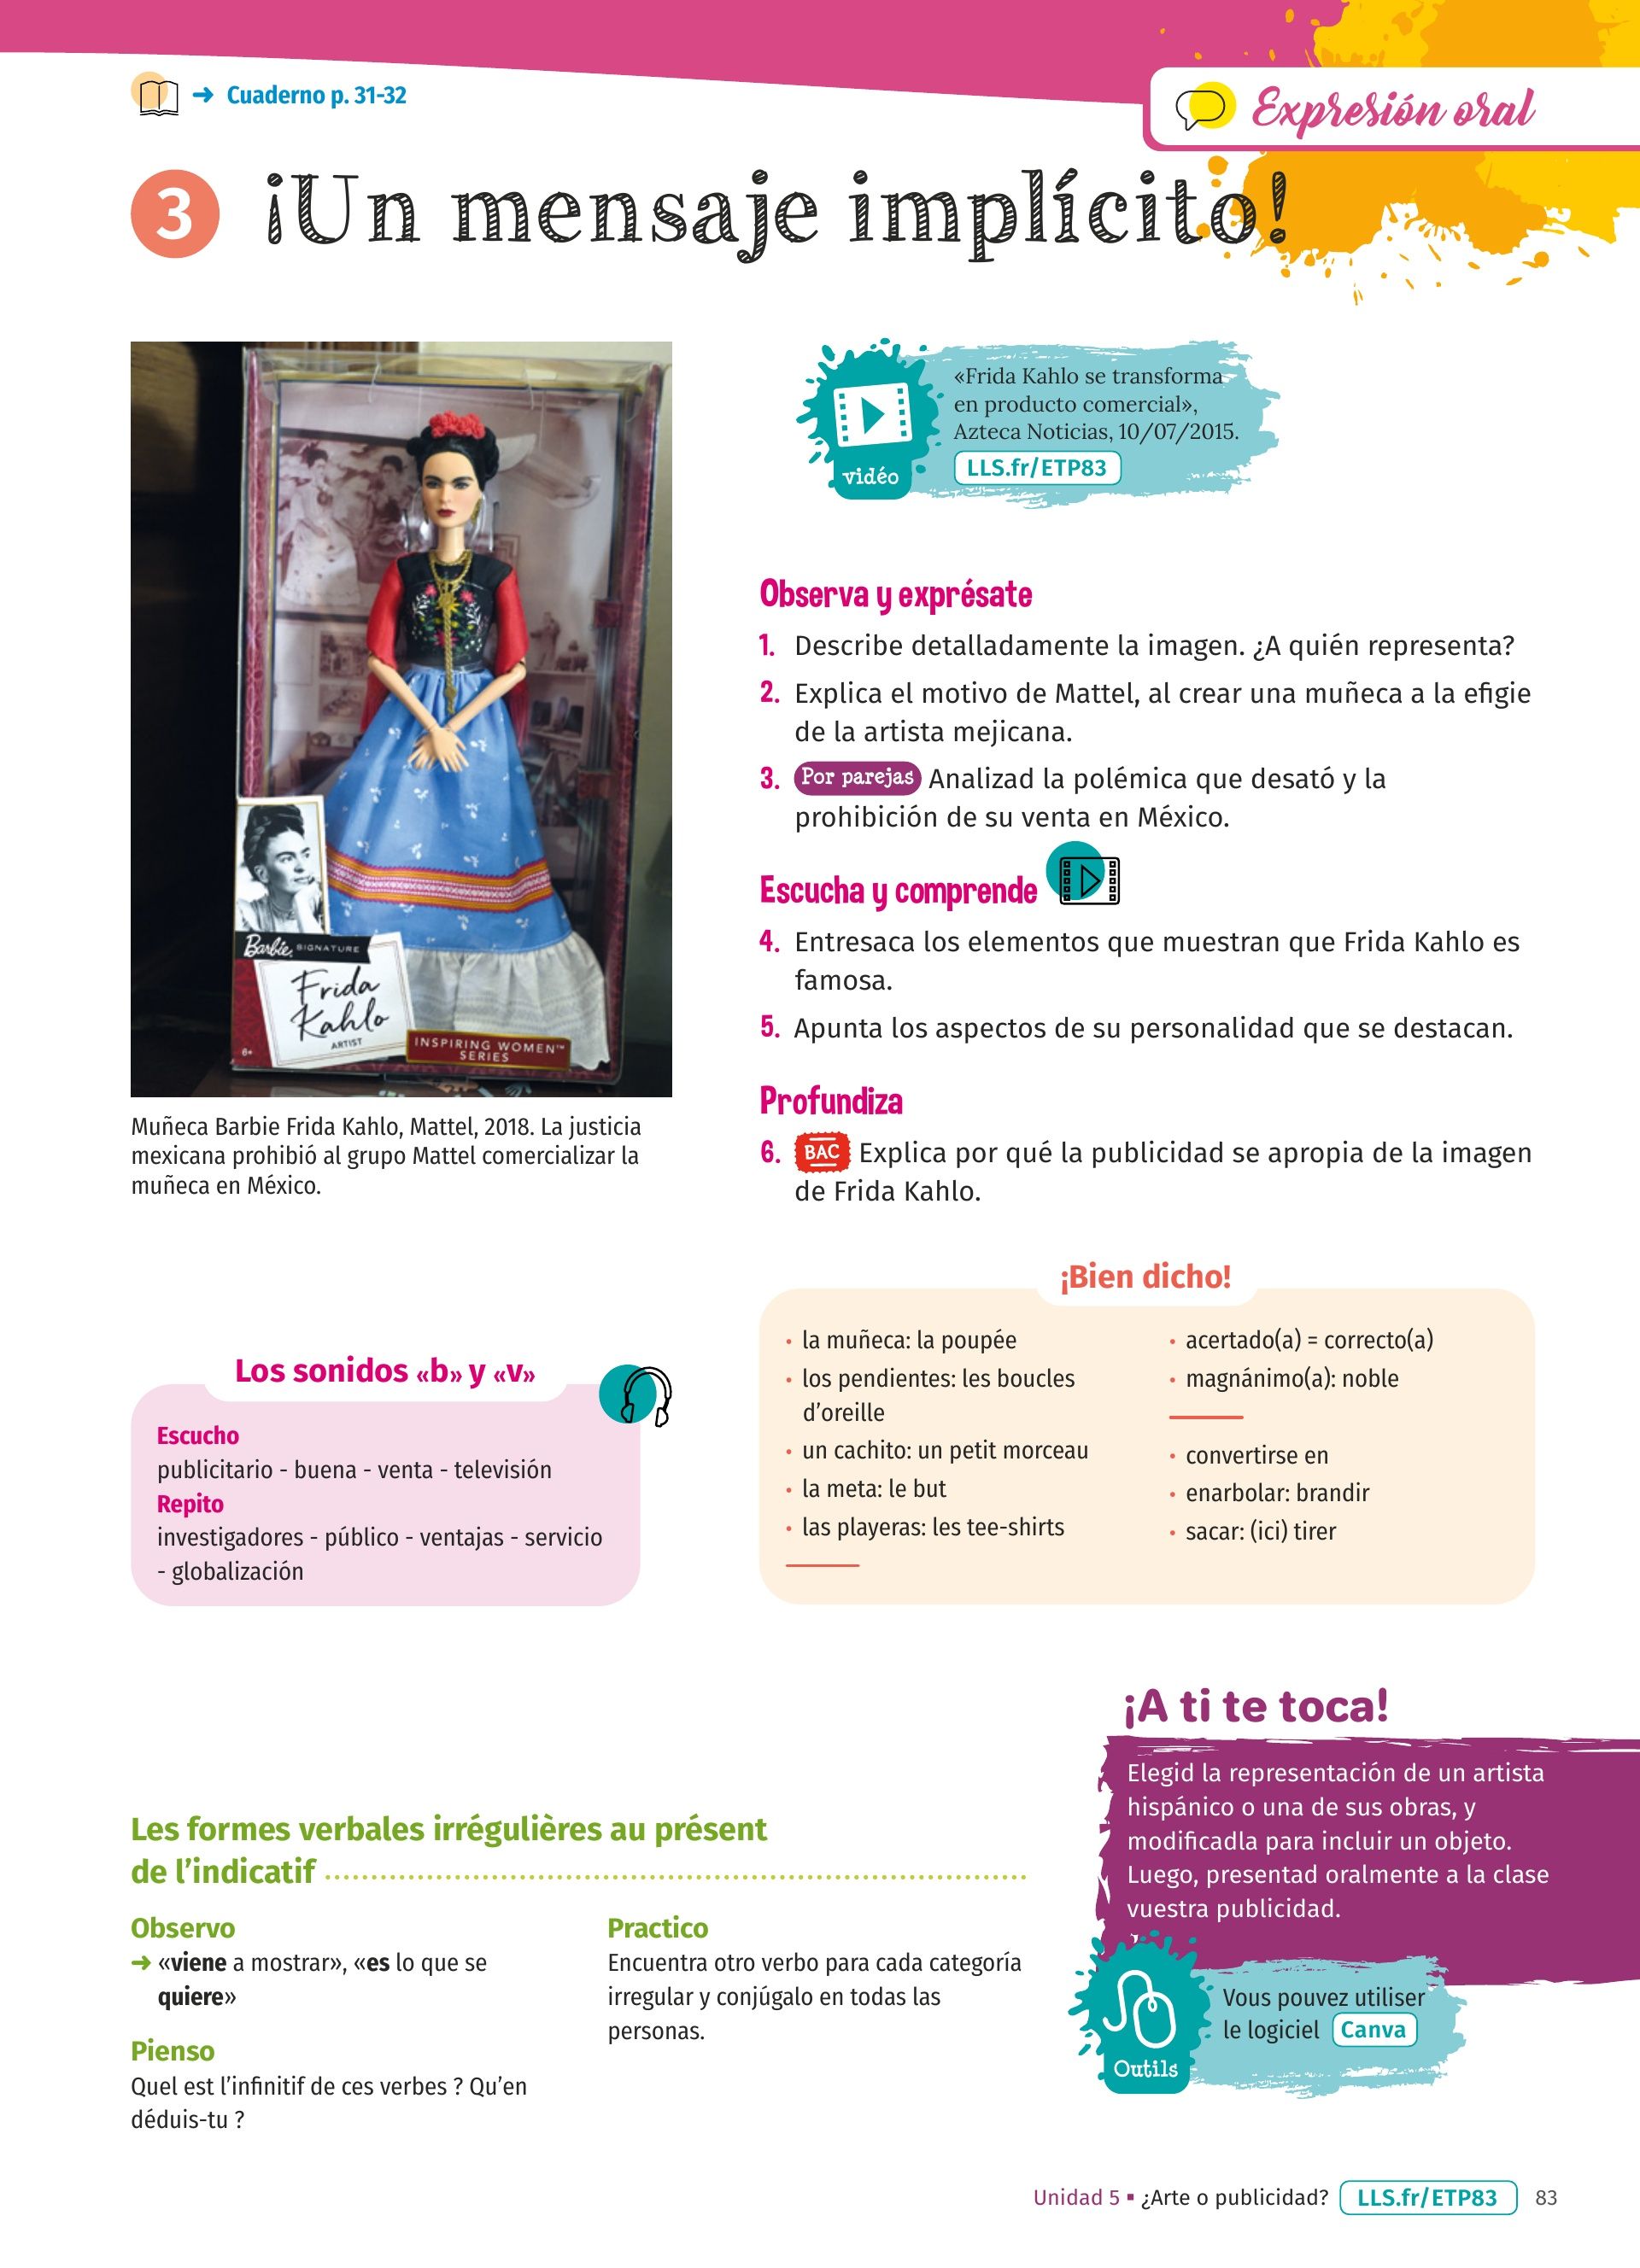 ➜ Cuaderno p. 31-32
Expresión oral
3 ¡Un mensaje implícito!
Barbie SIGNATURE
Frida
Kahlo
ARTIST
6+
INSPIRING WOMEN™
SERIES
Muñeca Barbie Frida Kahlo, Mattel, 2018. La justicia
mexicana prohibió al grupo Mattel comercializar la
muñeca en México.
«Frida Kahlo se transforma
en producto comercial»,
Azteca Noticias, 10/07/2015.
LLS.fr/ETP83
vidéo
Observa y exprésate
1. Describe detalladamente la imagen. ¿A quién representa?
2. Explica el motivo de Mattel, al crear una muñeca a la efigie
de la artista mejicana.
3. Por parejas Analizad la polémica que desató y la
prohibición de su venta en México.
Escucha y comprende
4. Entresaca los elementos que muestran que Frida Kahlo es
famosa.
5. Apunta los aspectos de su personalidad que se destacan.
Profundiza
6. BAC Explica por qué la publicidad se apropia de la imagen
de Frida Kahlo.
¡Bien dicho!
• la muñeca: la poupée
• los pendientes: les boucles
d'oreille
• un cachito: un petit morceau
• la meta: le but
• las playeras: les tee-shirts
• acertado(a) = correcto(a)
• magnánimo(a): noble
• convertirse en
• enarbolar: brandir
• sacar: (ici) tirer
Los sonidos «b» y «v»
Escucho
publicitario - buena - venta - televisión
Repito
investigadores - público - ventajas - servicio
- globalización
Les formes verbales irrégulières au présent
de l'indicatif
Observo
➜ «viene a mostrar», «es lo que se
quiere»
Pienso
Quel est l'infinitif de ces verbes ? Qu'en
déduis-tu ?
Practico
Encuentra otro verbo para cada categoría
irregular y conjúgalo en todas las
personas.
¡A ti te toca!
Elegid la representación de un artista
hispánico o una de sus obras, y
modificadla para incluir un objeto.
Luego, presentad oralmente a la clase
vuestra publicidad.
Vous pouvez utiliser
le logiciel Canva
Outils
Unidad 5 ▪ ¿Arte o publicidad? LLS.fr/ETP83 83